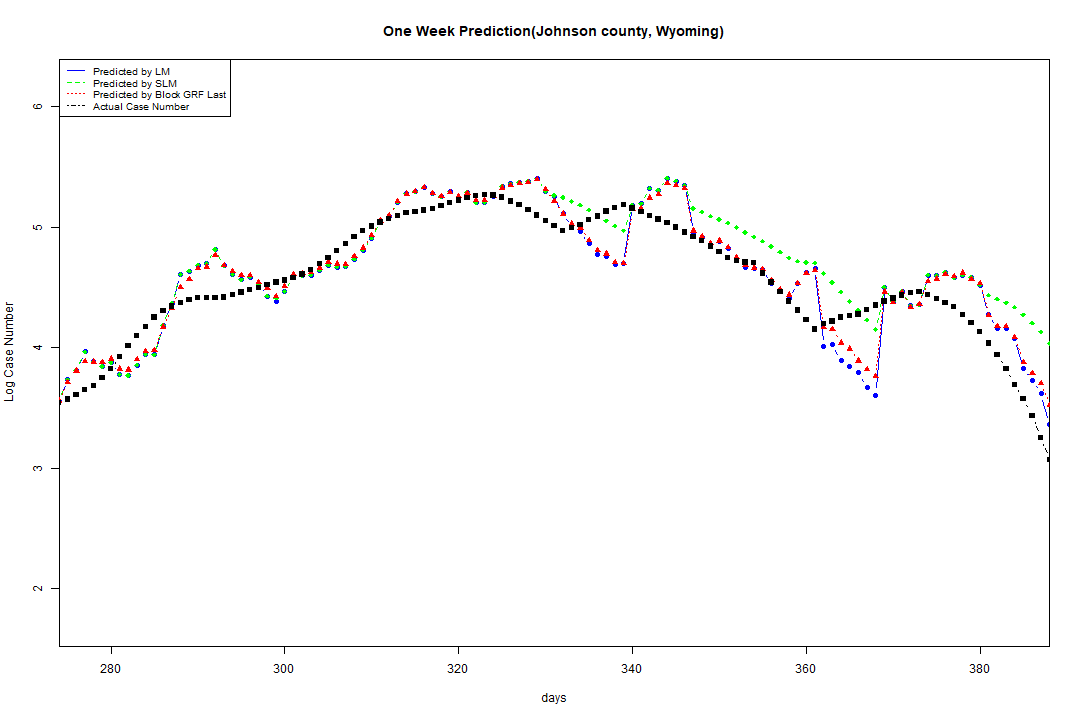 One Week Prediction(Johnson county, Wyoming)
Predicted by LM
Predicted by SLM
Predicted by Block GRF Last
Actual Case Number
6
5
4
3
2
Log Case Number
280 300 320 340 360 380
days